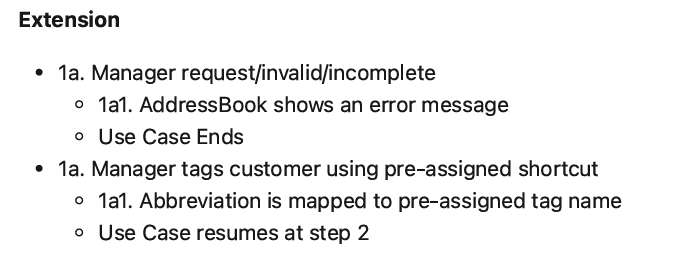 Extension
• 1a. Manager request/invalid/incomplete
◦ 1a1. AddressBook shows an error message
◦ Use Case Ends
• 1a. Manager tags customer using pre-assigned shortcut
◦ 1a1. Abbreviation is mapped to pre-assigned tag name
◦ Use Case resumes at step 2